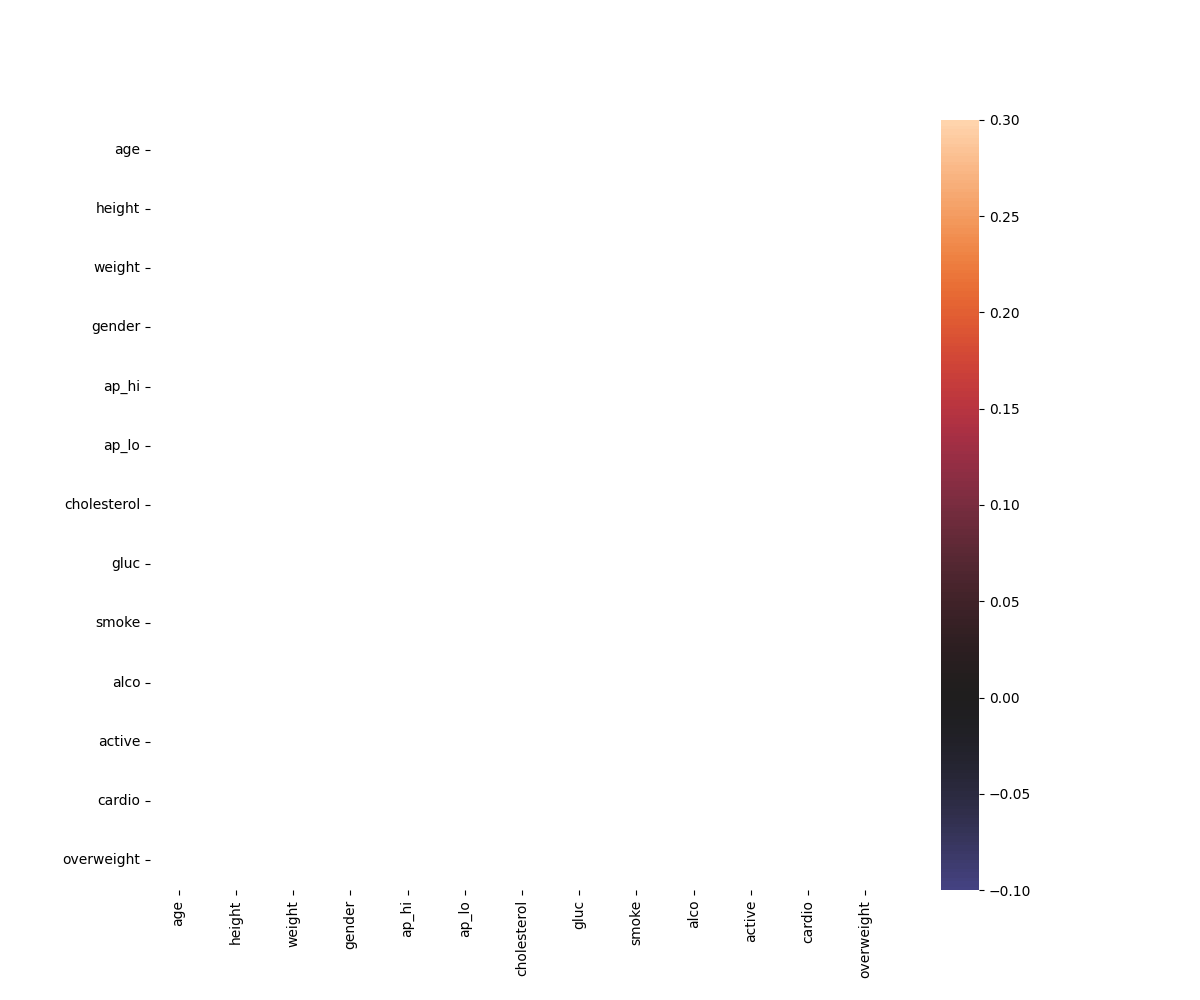 age
height
weight
gender
ap_hi
ap_lo
cholesterol
gluc
smoke
alco
active
cardio
overweight
age
height
weight
gender
ap_hi
ap_lo
cholesterol
gluc
smoke
alco
active
cardio
overweight
0.30
0.25
0.20
0.15
0.10
0.05
0.00
−0.05
−0.10